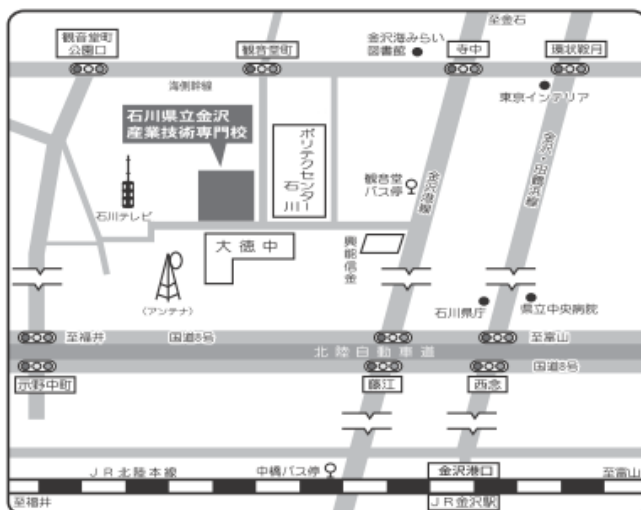 至金石
観音堂町
公園口
観音堂町
金沢海みらい
図書館
寺中
環状鞍月
海側幹線
東京インテリア
石川県立金沢
産業技術専門校
ポリテクセンター
石川
金沢・田鶴浜線
石川テレビ
観音堂
バス停
金沢港線
大徳中
興能信金
(アンテナ)
石川県庁
県立中央病院
至福井
国道8号
至富山
北陸自動車道
示野中町
藤江
西念
国道8号
JR北陸本線
中橋バス停
金沢港口
至富山
至福井
JR金沢駅